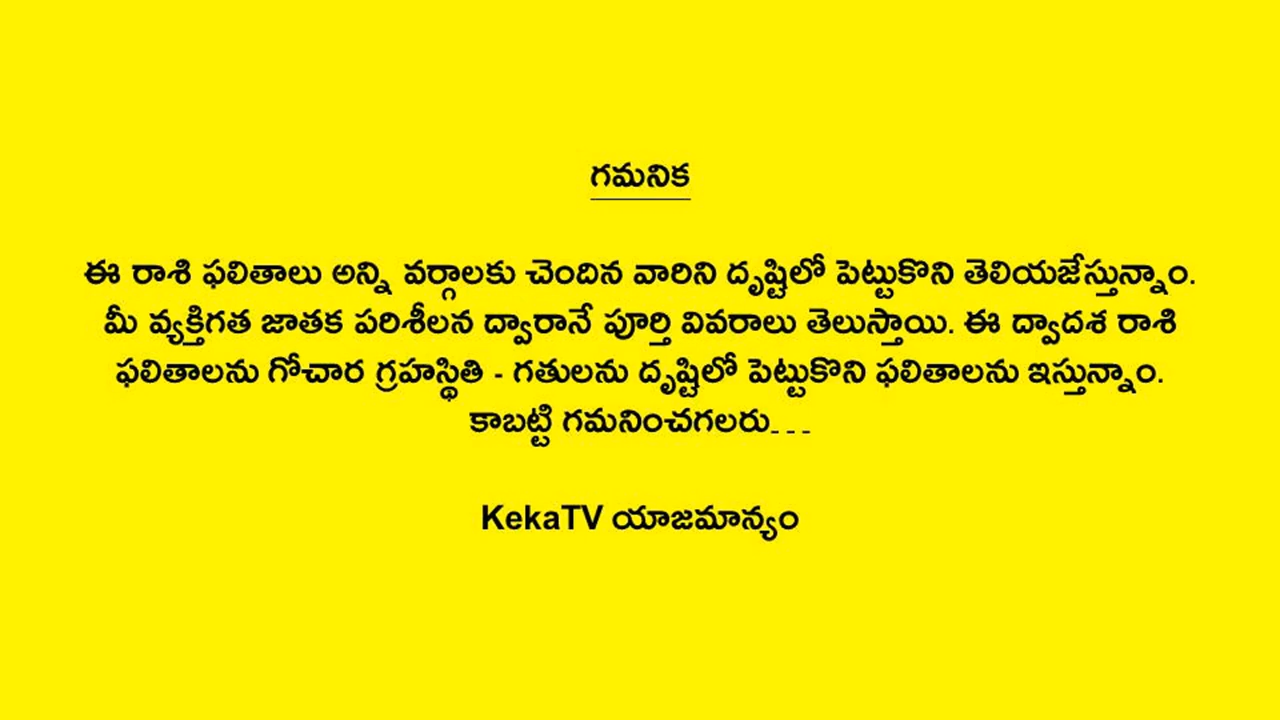 గమనిక
ఈ రాశి ఫలితాలు అన్ని వర్గాలకు చెందిన వారిని దృష్టిలో పెట్టుకొని తెలియజేస్తున్నాం.
మీ వ్యక్తిగత జాతక పరిశీలన ద్వారానే పూర్తి వివరాలు తెలుస్తాయి. ఈ ద్వాదశ రాశి
ఫలితాలను గోచార గ్రహస్థితి - గతులను దృష్టిలో పెట్టుకొని ఫలితాలను ఇస్తున్నాం.
కాబట్టి గమనించగలరు...
KekaTV యాజమాన్యం